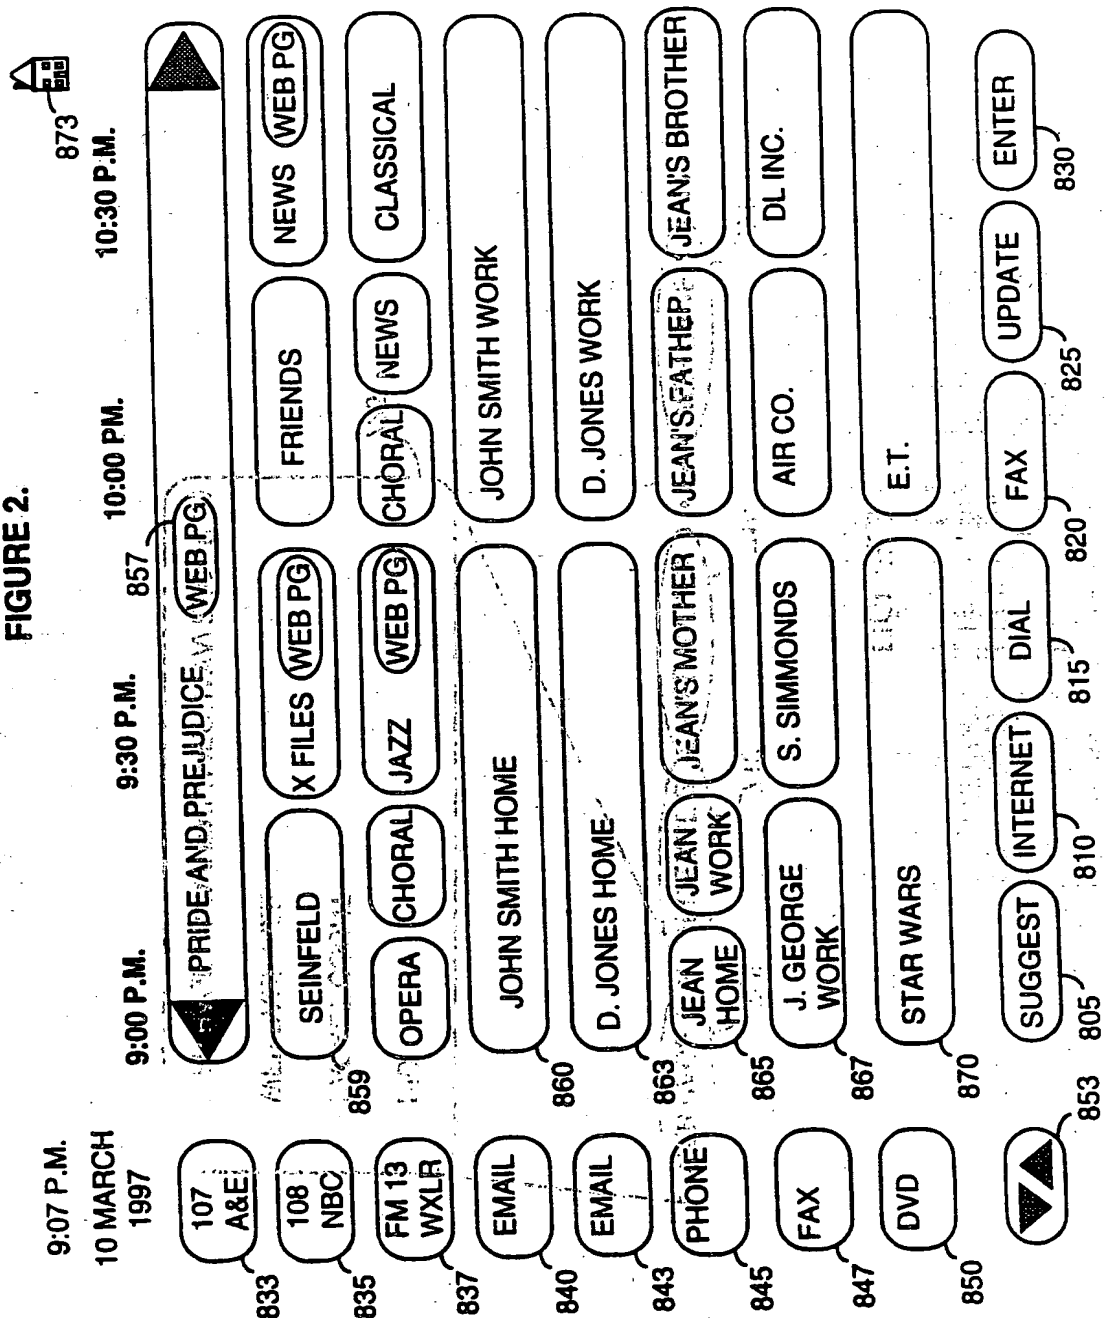 FIGURE 2.
9:07 P.M.
10 MARCH
1997
9:00 P.M.
9:30 P.M.
10:00 P.M.
10:30 P.M.
873
857
107
A&E
833
PRIDE AND PREJUDICE
WEB PG
108
NBC
835
SEINFELD
859
X FILES
WEB PG
FRIENDS
NEWS
WEB PG
FM 13
WXLR
837
OPERA
CHORAL
JAZZ
WEB PG
CHORAL
NEWS
CLASSICAL
EMAIL
840
JOHN SMITH HOME
860
JOHN SMITH WORK
EMAIL
843
D. JONES HOME
863
D. JONES WORK
PHONE
845
JEAN
HOME
865
JEAN
WORK
JEAN'S MOTHER
JEAN'S FATHER
JEAN'S BROTHER
FAX
847
J. GEORGE
WORK
867
S. SIMMONDS
AIR CO.
DL INC.
DVD
850
STAR WARS
870
E.T.
853
SUGGEST
805
INTERNET
810
DIAL
815
FAX
820
UPDATE
825
ENTER
830